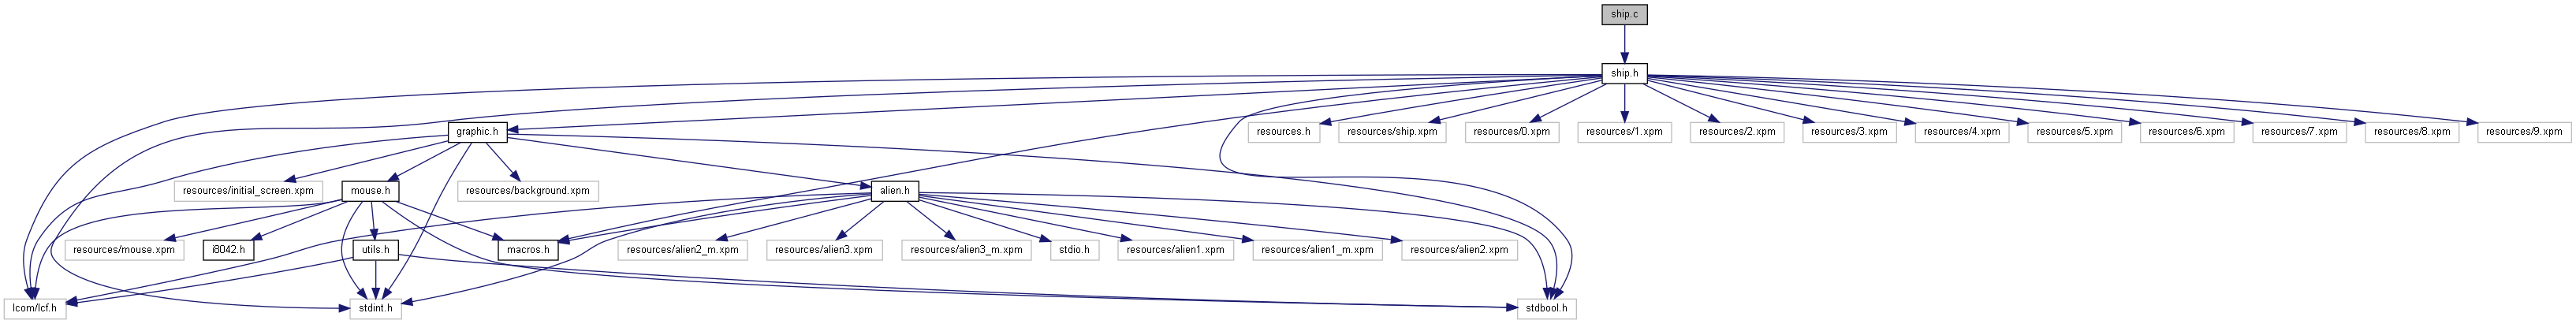 ship.c
ship.h
graphic.h
resources.h
resources/ship.xpm
resources/0.xpm
resources/1.xpm
resources/2.xpm
resources/3.xpm
resources/4.xpm
resources/5.xpm
resources/6.xpm
resources/7.xpm
resources/8.xpm
resources/9.xpm
resources/initial_screen.xpm
mouse.h
resources/background.xpm
alien.h
resources/mouse.xpm
i8042.h
utils.h
macros.h
resources/alien2_m.xpm
resources/alien3.xpm
resources/alien3_m.xpm
stdio.h
resources/alien1.xpm
resources/alien1_m.xpm
resources/alien2.xpm
lcom/lcf.h
stdint.h
stdbool.h